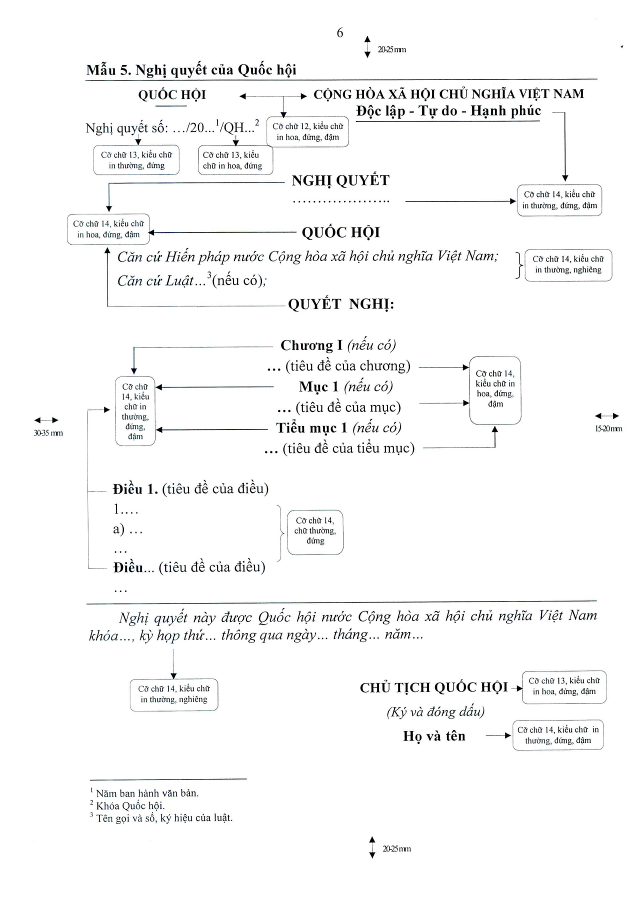 6
20-25mm
Mẫu 5. Nghị quyết của Quốc hội
QUỐC HỘI
CỘNG HÒA XÃ HỘI CHỦ NGHĨA VIỆT NAM
Độc lập - Tự do - Hạnh phúc
Nghị quyết số: …/20...1/QH...2
Cỡ chữ 12, kiểu chữ
in hoa, đứng, đậm
Cỡ chữ 13, kiểu chữ
in thường, đứng
Cỡ chữ 13, kiểu
chữ in hoa, đứng
NGHỊ QUYẾT
………………..
Cỡ chữ 14, kiểu chữ
in thường, đứng, đậm
Cỡ chữ 14, kiểu chữ
in hoa, đứng, đậm
QUỐC HỘI
Căn cứ Hiến pháp nước Cộng hòa xã hội chủ nghĩa Việt Nam;
Căn cứ Luật…3(nếu có);
Cỡ chữ 14, kiểu chữ
in thường, nghiêng
QUYẾT NGHỊ:
Chương I (nếu có)
… (tiêu đề của chương)
Mục 1 (nếu có)
… (tiêu đề của mục)
Tiểu mục 1 (nếu có)
… (tiêu đề của tiểu mục)
Cỡ chữ
14, kiểu
chữ in
thường,
đứng,
đậm
Cỡ chữ 14,
kiểu chữ in
hoa, đứng,
đậm
30-35 mm
15-20mm
Điều 1. (tiêu đề của điều)
1.…
a) …
…
Điều... (tiêu đề của điều)
…
Cỡ chữ 14,
chữ thường,
đứng
Nghị quyết này được Quốc hội nước Cộng hòa xã hội chủ nghĩa Việt Nam
khóa…, kỳ họp thứ… thông qua ngày… tháng… năm…
Cỡ chữ 14, kiểu chữ
in thường, nghiêng
CHỦ TỊCH QUỐC HỘI
Cỡ chữ 13, kiểu chữ
in hoa, đứng, đậm
(Ký và đóng dấu)
Họ và tên
Cỡ chữ 14, kiểu chữ in
thường, đứng, đậm
1 Năm ban hành văn bản.
2 Khóa Quốc hội.
3 Tên gọi và số, ký hiệu của luật.
20-25mm